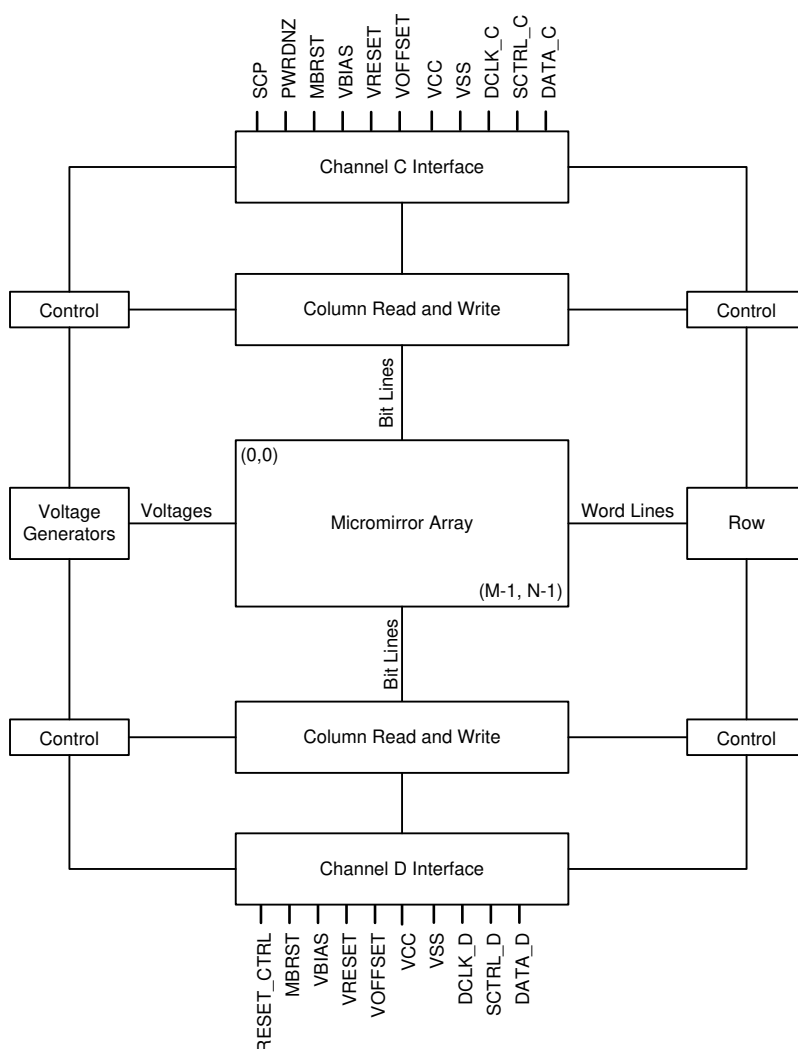 SCP
PWRDNZ
MBRST
VBIAS
VRESET
VOFFSET
VCC
VSS
DCLK_C
SCTRL_C
DATA_C
Channel C Interface
Control
Column Read and Write
Control
Bit Lines
(0,0)
Voltage
Generators
Voltages
Micromirror Array
Word Lines
Row
(M-1, N-1)
Bit Lines
Control
Column Read and Write
Control
Channel D Interface
RESET_CTRL
MBRST
VBIAS
VRESET
VOFFSET
VCC
VSS
DCLK_D
SCTRL_D
DATA_D